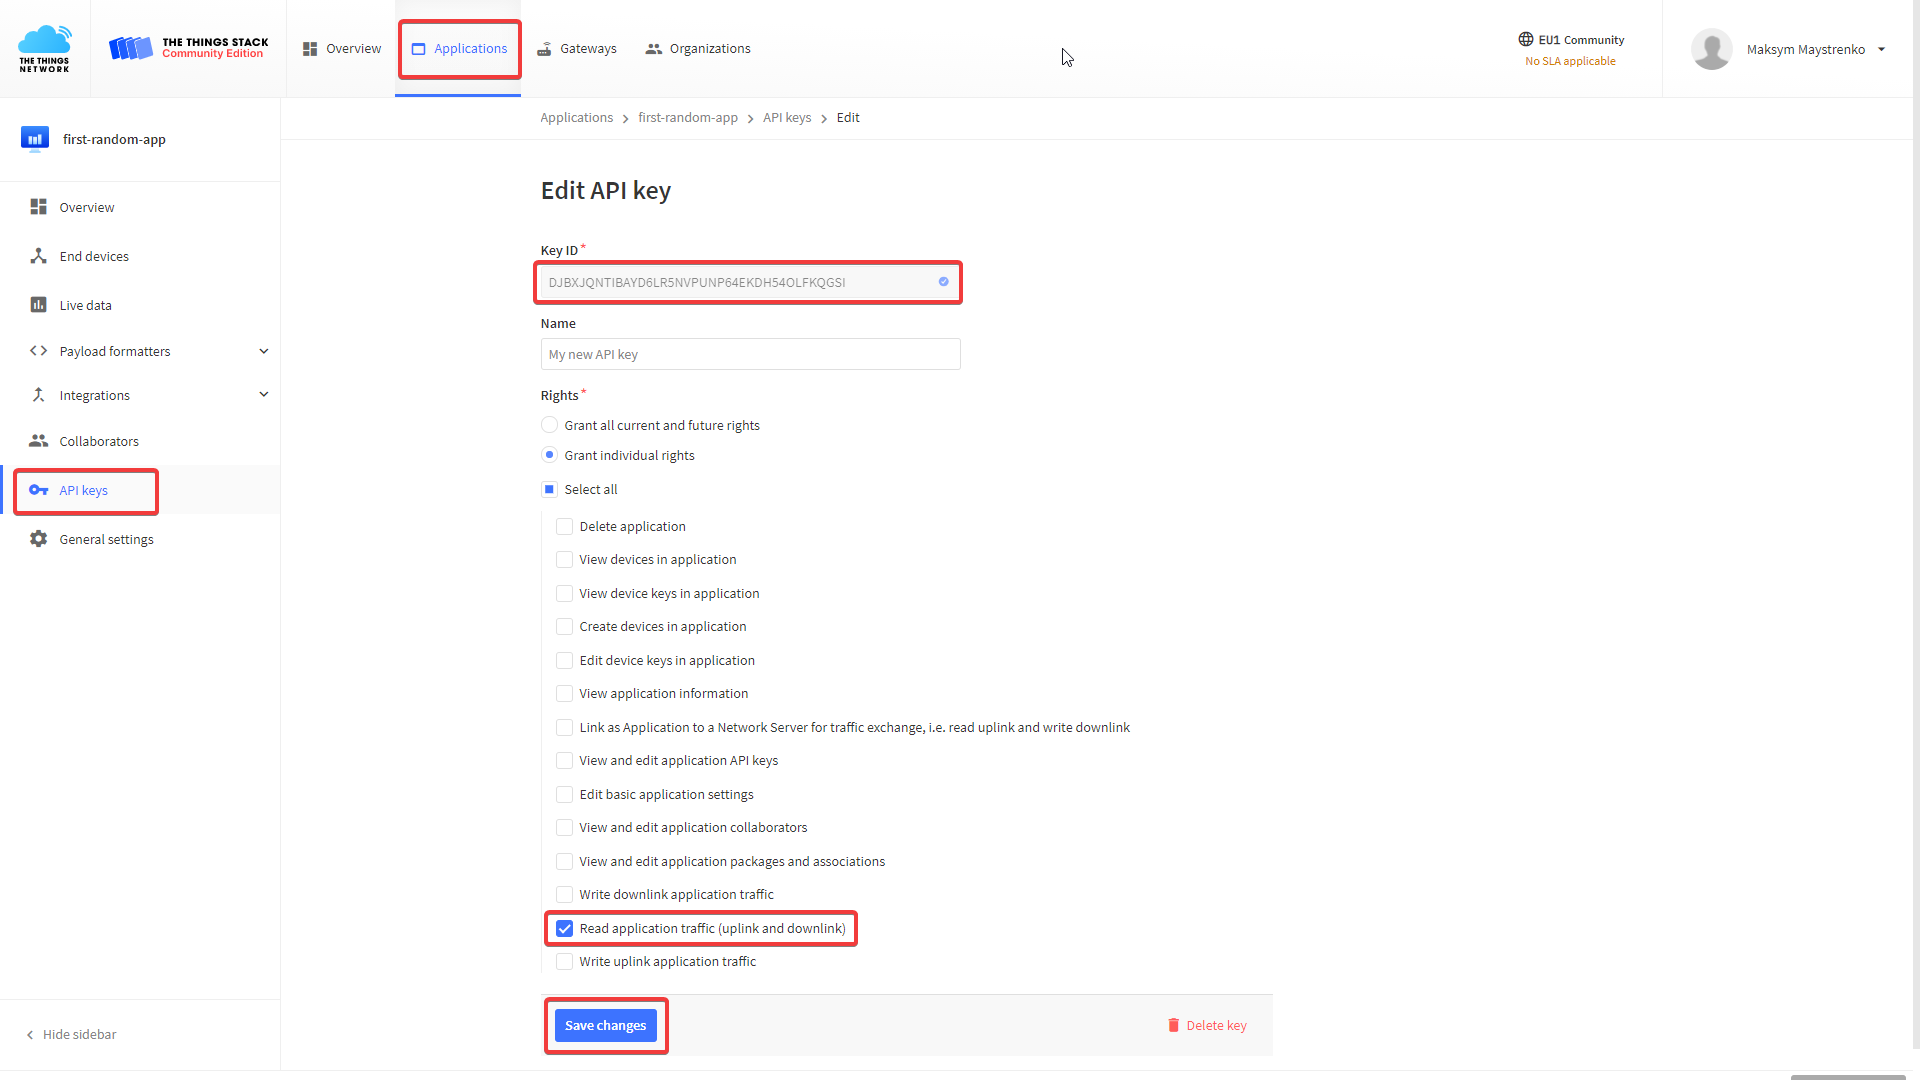 THE THINGS
NETWORK
THE THINGS STACK
Community Edition
Overview
Applications
Gateways
Organizations
EU1 Community
No SLA applicable
Maksym Maystrenko
first-random-app
Overview
End devices
Live data
Payload formatters
Integrations
Collaborators
API keys
General settings
Hide sidebar
Applications > first-random-app > API keys > Edit
Edit API key
Key ID*
DJBXJQNTIBAYD6LR5NVPUNP64EKDH54OLFKQGSI
Name
My new API key
Rights*
Grant all current and future rights
Grant individual rights
Select all
Delete application
View devices in application
View device keys in application
Create devices in application
Edit device keys in application
View application information
Link as Application to a Network Server for traffic exchange, i.e. read uplink and write downlink
View and edit application API keys
Edit basic application settings
View and edit application collaborators
View and edit application packages and associations
Write downlink application traffic
Read application traffic (uplink and downlink)
Write uplink application traffic
Save changes
Delete key